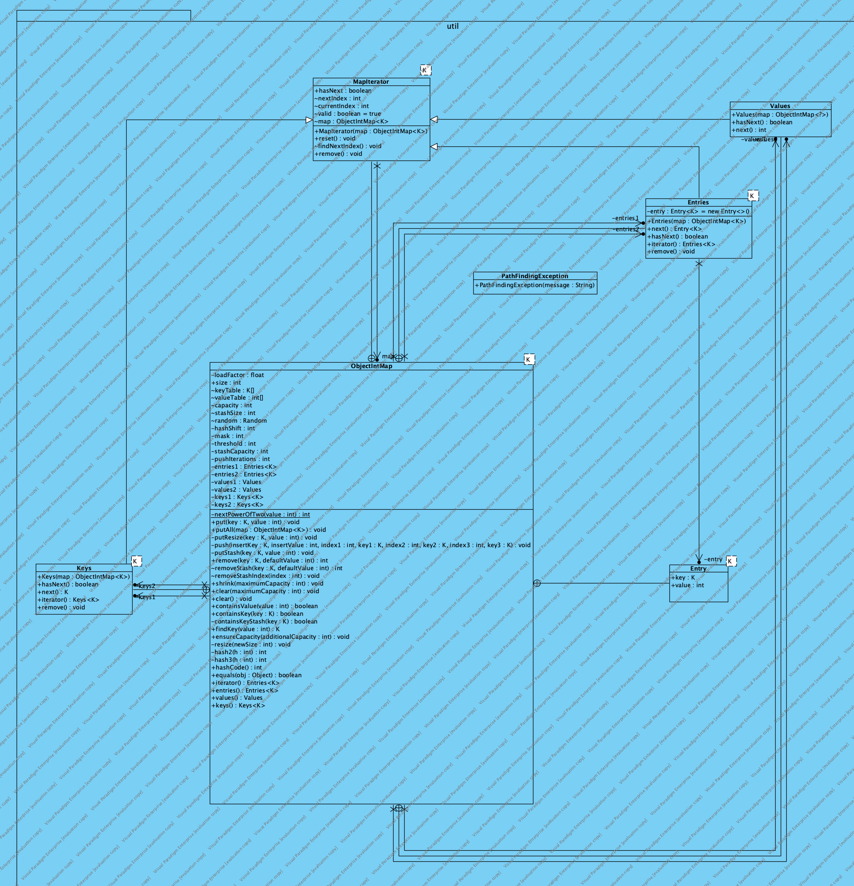 util
K
MapIterator
+hasNext : boolean
-nextIndex : int
-currentIndex : int
-valid : boolean = true
-map : ObjectIntMap<K>
+MapIterator(map : ObjectIntMap<K>)
+reset() : void
-findNextIndex() : void
+remove() : void
Values
+Values(map : ObjectIntMap<?>)
+hasNext() : boolean
+next() : int
K
Entries
-entry : Entry<K> = new Entry<>()
+Entries(map : ObjectIntMap<K>)
+next() : Entry<K>
+hasNext() : boolean
+iterator() : Entries<K>
+remove() : void
-entries1
-entries2
PathFindingException
+PathFindingException(message : String)
K
ObjectIntMap
-loadFactor : float
+size : int
-keyTable : K[]
-valueTable : int[]
-capacity : int
-stashSize : int
-random : Random
-hashShift : int
-mask : int
-threshold : int
-stashCapacity : int
-pushIterations : int
-entries1 : Entries<K>
-entries2 : Entries<K>
-values1 : Values
-values2 : Values
-keys1 : Keys<K>
-keys2 : Keys<K>
-nextPowerOfTwo(value : int) : int
+put(key : K, value : int) : void
+putAll(map : ObjectIntMap<K>) : void
-putResize(key : K, value : int) : void
-push(insertKey : K, insertValue : int, index1 : int, key1 : K, index2 : int, key2 : K, index3 : int, key3 : K) : void
-putStash(key : K, value : int) : void
+remove(key : K, defaultValue : int) : int
-removeStash(key : K, defaultValue : int) : int
-removeStashIndex(index : int) : void
+shrink(maximumCapacity : int) : void
+clear(maximumCapacity : int) : void
+clear() : void
+containsValue(value : int) : boolean
+containsKey(key : K) : boolean
-containsKeyStash(key : K) : boolean
+findKey(value : int) : K
+ensureCapacity(additionalCapacity : int) : void
-resize(newSize : int) : void
-hash2(h : int) : int
-hash3(h : int) : int
+hashCode() : int
+equals(obj : Object) : boolean
+iterator() : Entries<K>
+entries() : Entries<K>
+values() : Values
+keys() : Keys<K>
K
Keys
+Keys(map : ObjectIntMap<K>)
+hasNext() : boolean
+next() : K
+iterator() : Keys<K>
+remove() : void
-keys2
-keys1
-entry
K
Entry
+key : K
+value : int